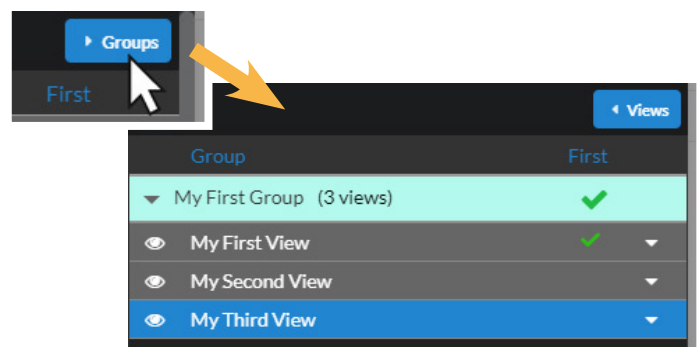 Groups
First
Views
Group First
My First Group (3 views)
My First View
My Second View
My Third View